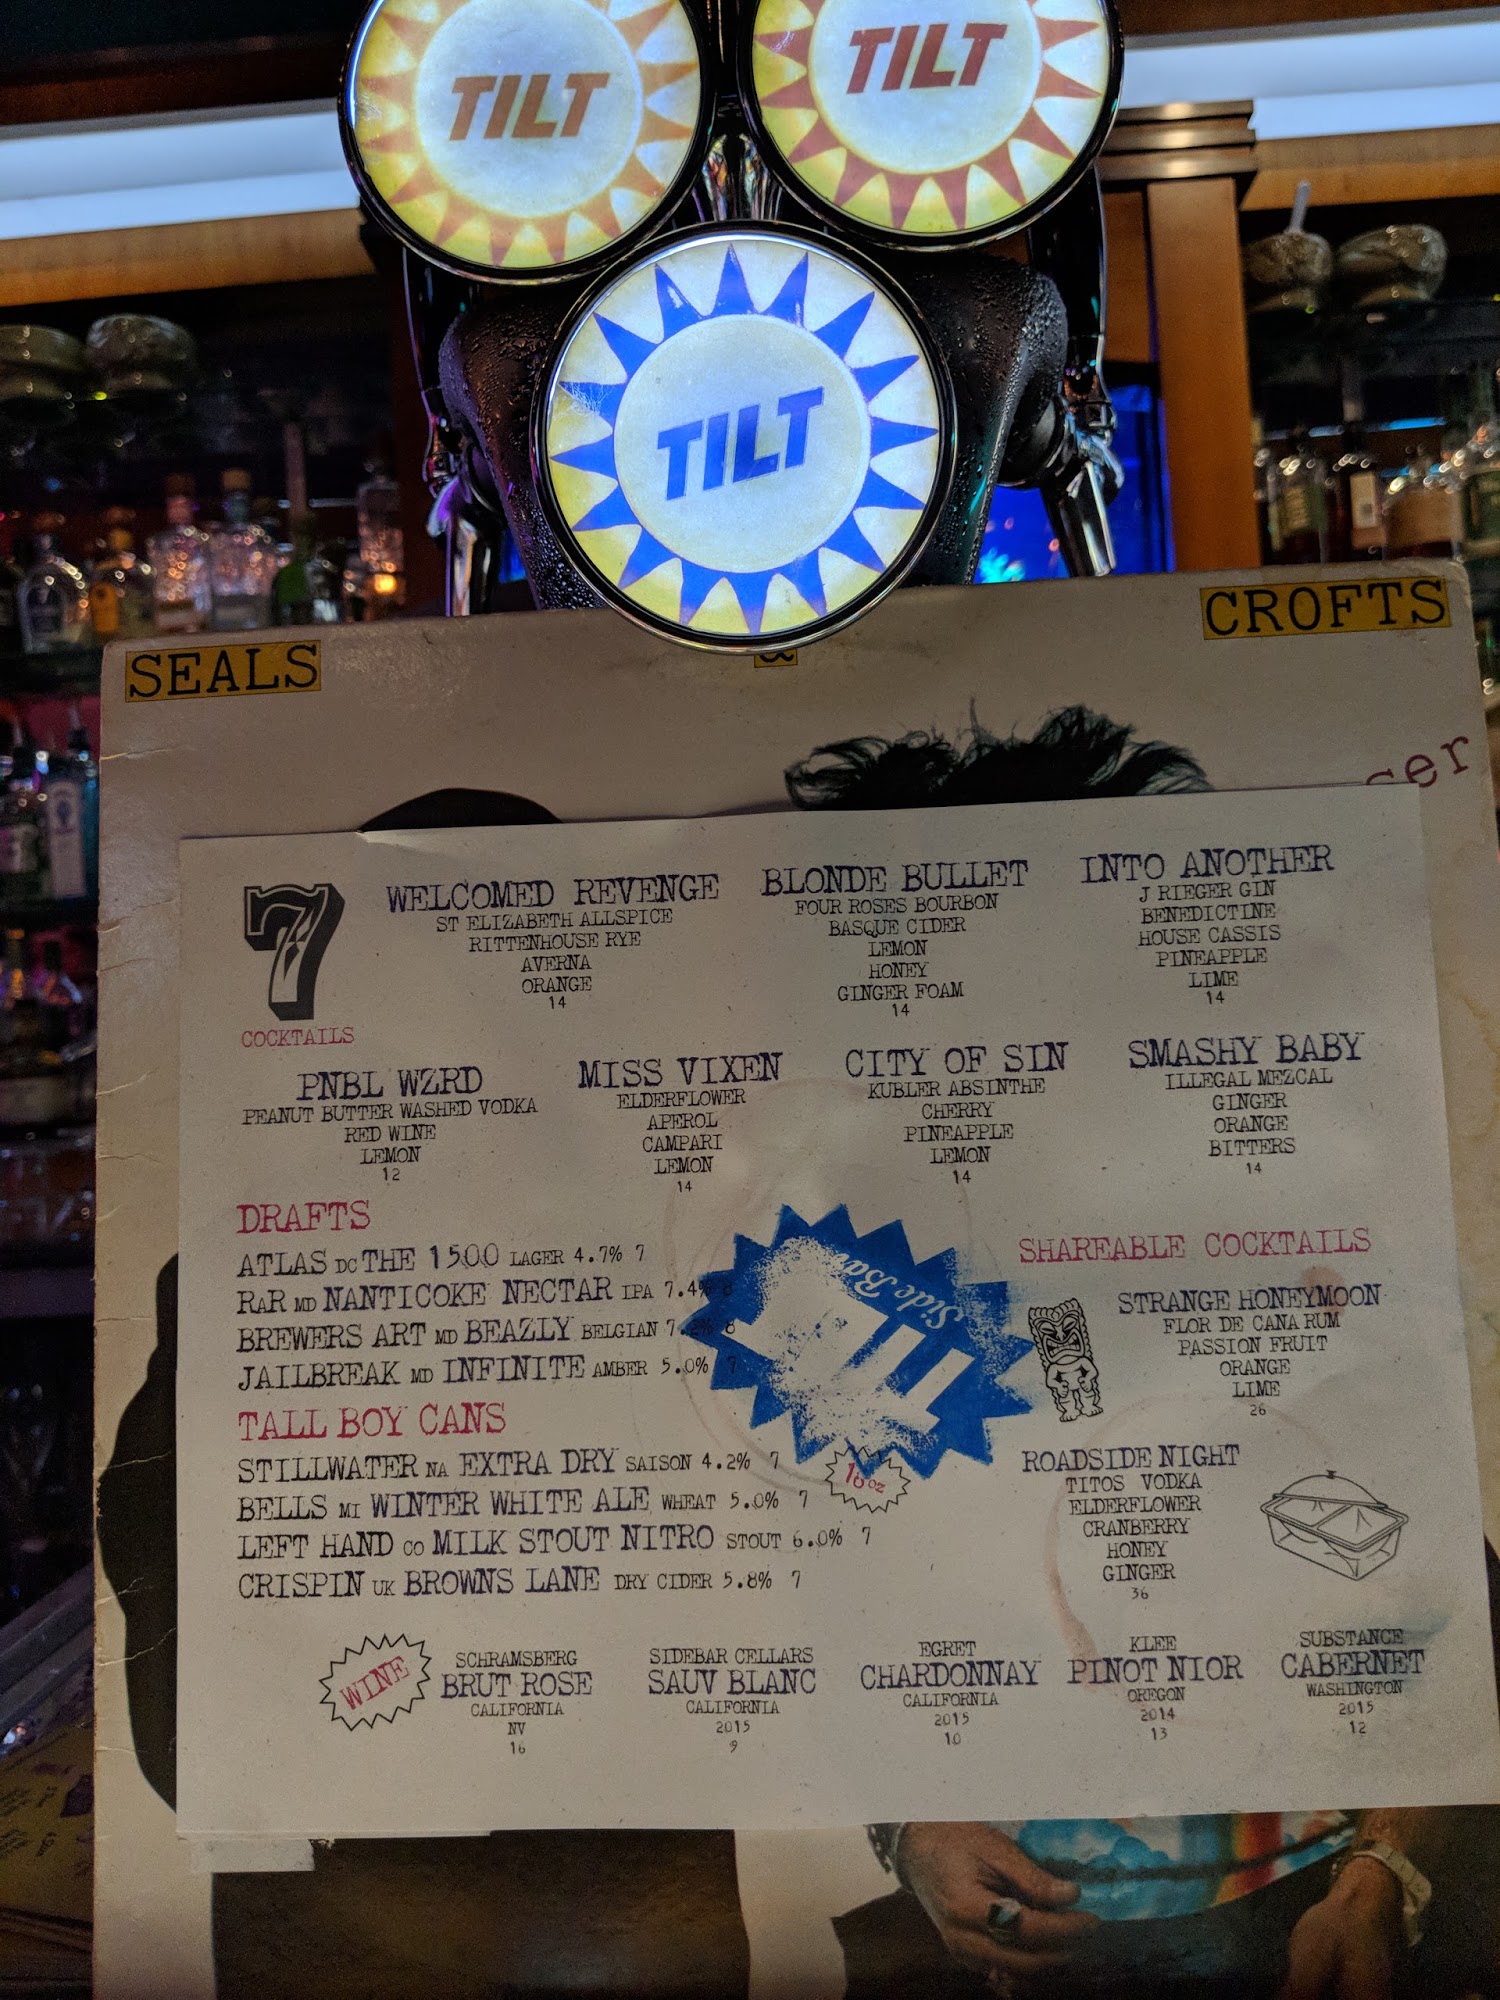 TILT
TILT
TILT
SEALS
&
CROFTS
7
COCKTAILS
WELCOMED REVENGE
ST ELIZABETH ALLSPICE
RITTENHOUSE RYE
AVERNA
ORANGE
14
BLONDE BULLET
FOUR ROSES BOURBON
BASQUE CIDER
LEMON
HONEY
GINGER FOAM
14
INTO ANOTHER
J RIEGER GIN
BENEDICTINE
HOUSE CASSIS
PINEAPPLE
LIME
14
PNBL WZRD
PEANUT BUTTER WASHED VODKA
RED WINE
LEMON
12
MISS VIXEN
ELDERFLOWER
APEROL
CAMPARI
LEMON
14
CITY OF SIN
KUBLER ABSINTHE
CHERRY
PINEAPPLE
LEMON
14
SMASHY BABY
ILLEGAL MEZCAL
GINGER
ORANGE
BITTERS
14
DRAFTS
ATLAS DC THE 1500 LAGER 4.7% 7
RAR MD NANTICOKE NECTAR IPA 7.4% 8
BREWERS ART MD BEAZLY BELGIAN 7.2% 8
JAILBREAK MD INFINITE AMBER 5.0% 7
TALL BOY CANS
16oz
STILLWATER NA EXTRA DRY SAISON 4.2% 7
BELLS MI WINTER WHITE ALE WHEAT 5.0% 7
LEFT HAND CO MILK STOUT NITRO STOUT 6.0% 7
CRISPIN UK BROWNS LANE DRY CIDER 5.8% 7
Side Bar
SHAREABLE COCKTAILS
STRANGE HONEYMOON
FLOR DE CANA RUM
PASSION FRUIT
ORANGE
LIME
26
ROADSIDE NIGHT
TITOS VODKA
ELDERFLOWER
CRANBERRY
HONEY
GINGER
36
WINE
SCHRAMSBERG
BRUT ROSE
CALIFORNIA
NV
16
SIDEBAR CELLARS
SAUV BLANC
CALIFORNIA
2015
9
EGRET
CHARDONNAY
CALIFORNIA
2015
10
KLEE
PINOT NIOR
OREGON
2014
13
SUBSTANCE
CABERNET
WASHINGTON
2015
12